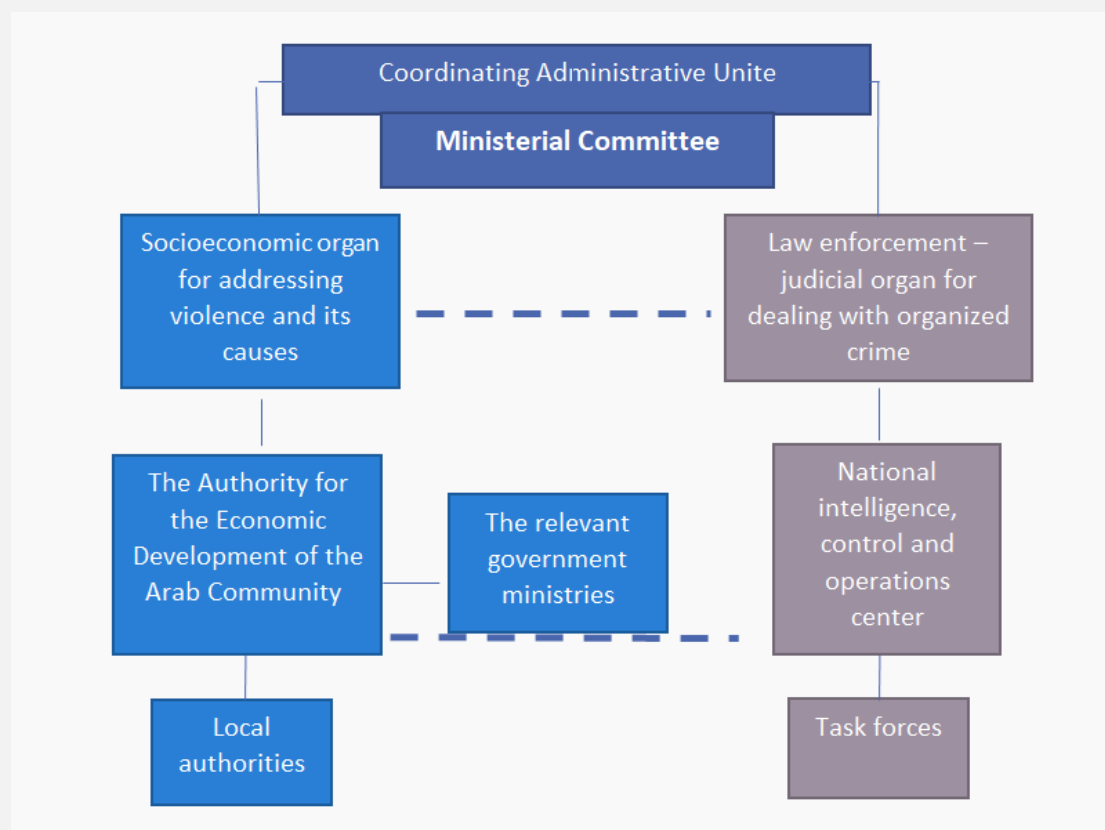 Coordinating Administrative Unite
Ministerial Committee
Socioeconomic organ
for addressing
violence and its
causes
Law enforcement –
judicial organ for
dealing with organized
crime
The Authority for
the Economic
Development of the
Arab Community
The relevant
government
ministries
National
intelligence,
control and
operations
center
Local
authorities
Task forces